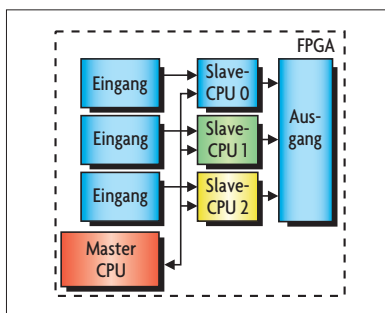 FPGA
Eingang
Slave-
CPU 0
Aus-
gang
Eingang
Slave-
CPU 1
Eingang
Slave-
CPU 2
Master
CPU